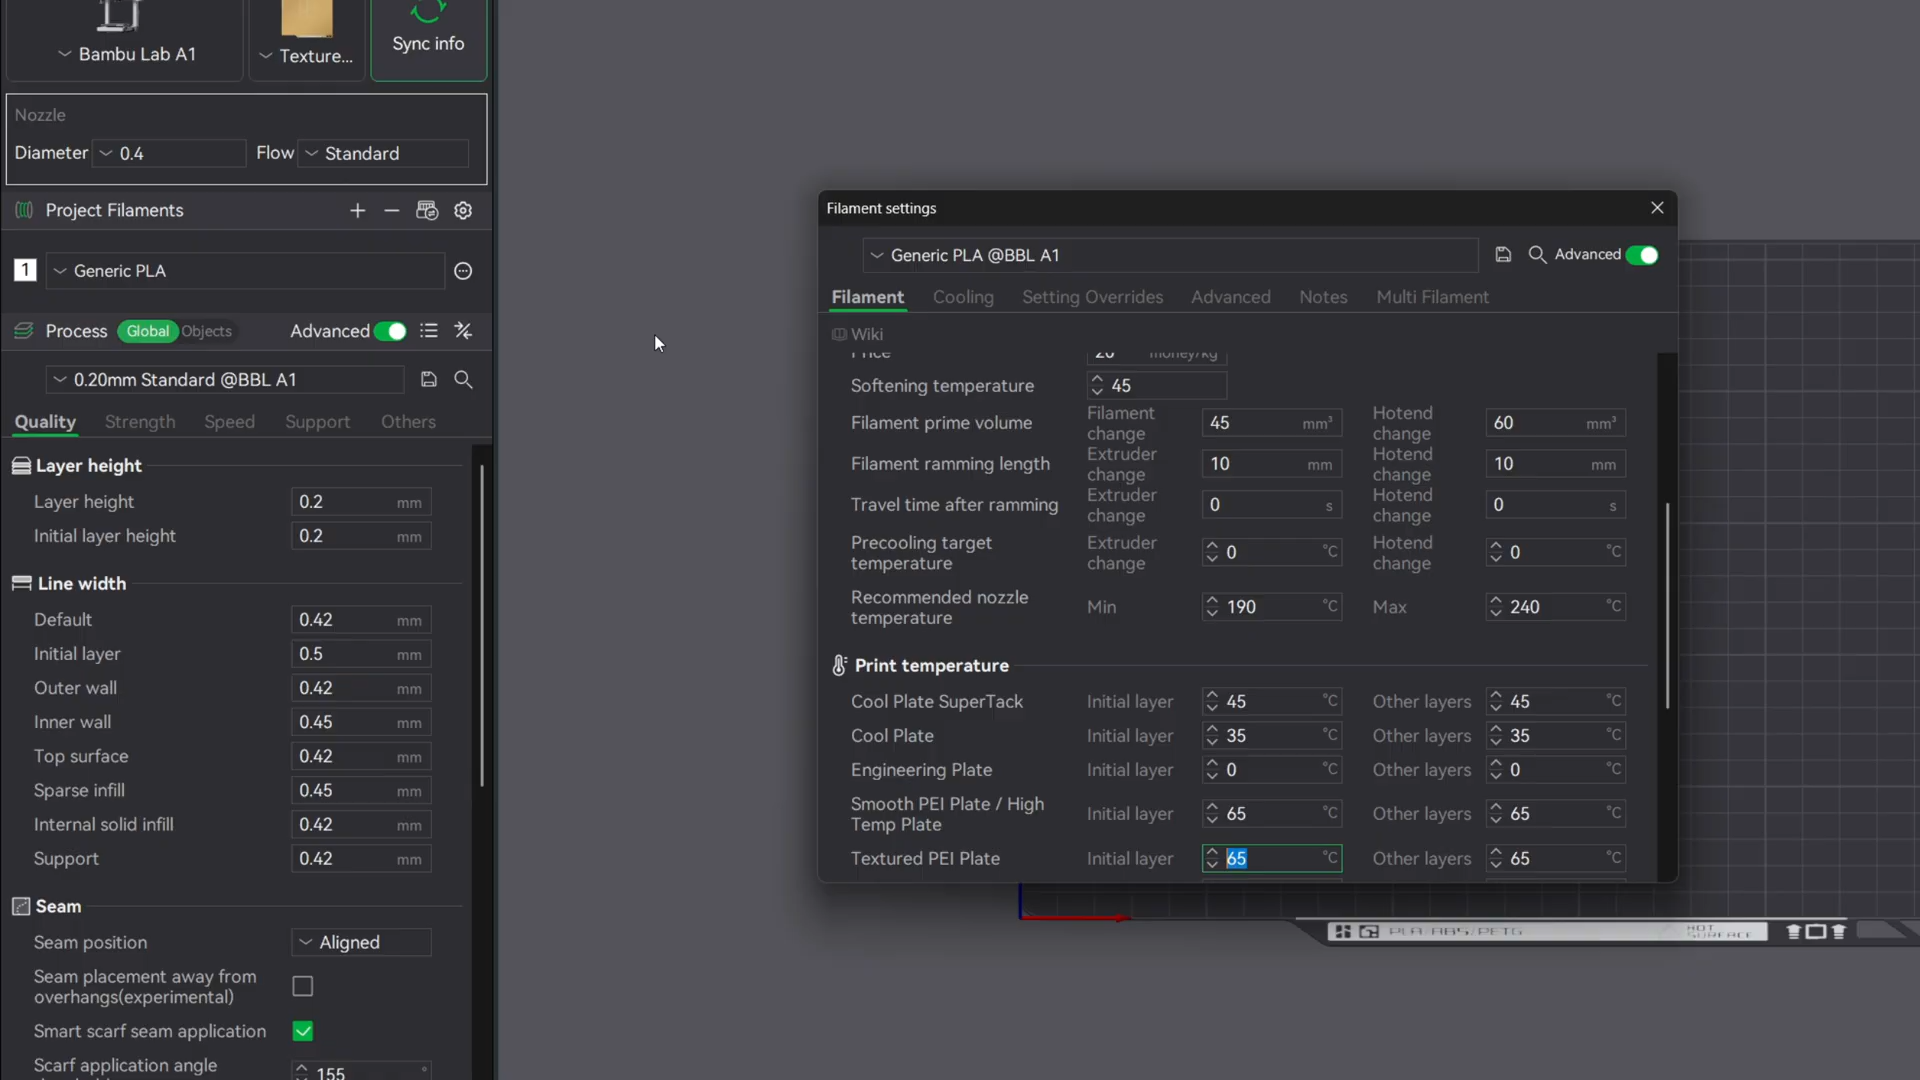 Bambu Lab A1
Texture...
Sync info
Nozzle
Diameter 0.4 Flow Standard
Project Filaments
1 Generic PLA
Process Global Objects Advanced
0.20mm Standard @BBL A1
Quality Strength Speed Support Others
Layer height
Layer height 0.2 mm
Initial layer height 0.2 mm
Line width
Default 0.42 mm
Initial layer 0.5 mm
Outer wall 0.42 mm
Inner wall 0.45 mm
Top surface 0.42 mm
Sparse infill 0.45 mm
Internal solid infill 0.42 mm
Support 0.42 mm
Seam
Seam position Aligned
Seam placement away from
overhangs(experimental)
Smart scarf seam application
Scarf application angle
155 °
Filament settings
Generic PLA @BBL A1
Advanced
Filament Cooling Setting Overrides Advanced Notes Multi Filament
Wiki
Price 20 money/kg
Softening temperature 45
Filament prime volume Filament change 45 mm³ Hotend change 60 mm³
Filament ramming length Extruder change 10 mm Hotend change 10 mm
Travel time after ramming Extruder change 0 s Hotend change 0 s
Precooling target temperature Extruder change 0 °C Hotend change 0 °C
Recommended nozzle temperature Min 190 °C Max 240 °C
Print temperature
Cool Plate SuperTack Initial layer 45 °C Other layers 45 °C
Cool Plate Initial layer 35 °C Other layers 35 °C
Engineering Plate Initial layer 0 °C Other layers 0 °C
Smooth PEI Plate / High Temp Plate Initial layer 65 °C Other layers 65 °C
Textured PEI Plate Initial layer 65 °C Other layers 65 °C
PLA/ABS/PETG
HOT
SURFACE